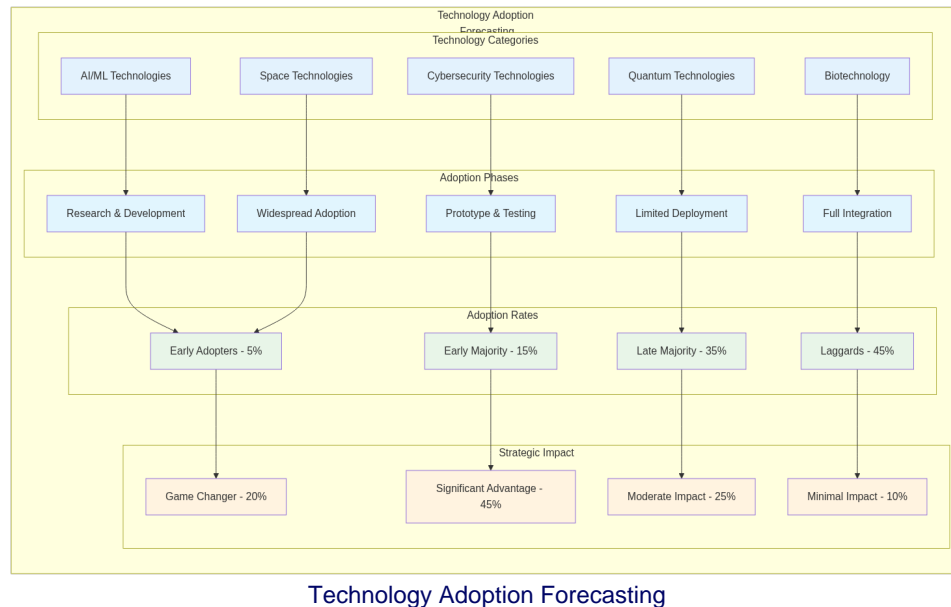 Technology Adoption
Forecasting
Technology Categories
AI/ML Technologies
Space Technologies
Cybersecurity Technologies
Quantum Technologies
Biotechnology
Adoption Phases
Research & Development
Widespread Adoption
Prototype & Testing
Limited Deployment
Full Integration
Adoption Rates
Early Adopters - 5%
Early Majority - 15%
Late Majority - 35%
Laggards - 45%
Strategic Impact
Game Changer - 20%
Significant Advantage -
45%
Moderate Impact - 25%
Minimal Impact - 10%
Technology Adoption Forecasting